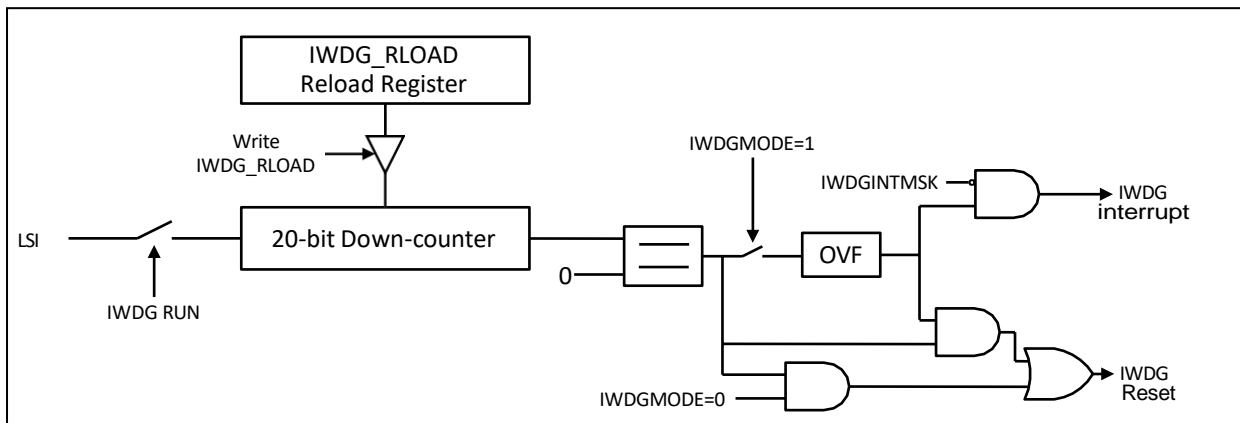 IWDG_RLOAD
Reload Register
Write
IWDG_RLOAD
IWDGMODE=1
IWDGINTMSK
IWDG
interrupt
LSI
20-bit Down-counter
OVF
0
IWDG RUN
IWDGMODE=0
IWDG
Reset